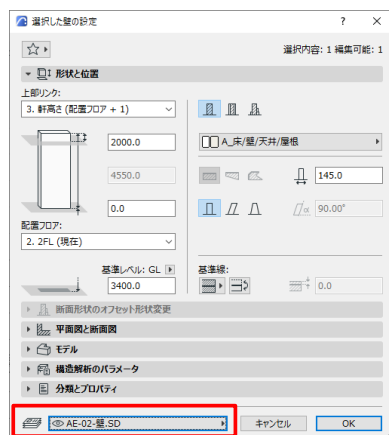 選択した壁の設定
? ×
選択内容: 1 編集可能: 1
形状と位置
上部リンク:
3. 軒高さ (配置フロア + 1)
2000.0
A_床/壁/天井/屋根
4550.0
145.0
0.0
α 90.00°
配置フロア:
2. 2FL (現在)
基準レベル: GL
基準線:
3400.0
0.0
断面形状のオフセット形状変更
平面図と断面図
モデル
構造解析のパラメータ
分類とプロパティ
AE-02-壁.SD
キャンセル
OK